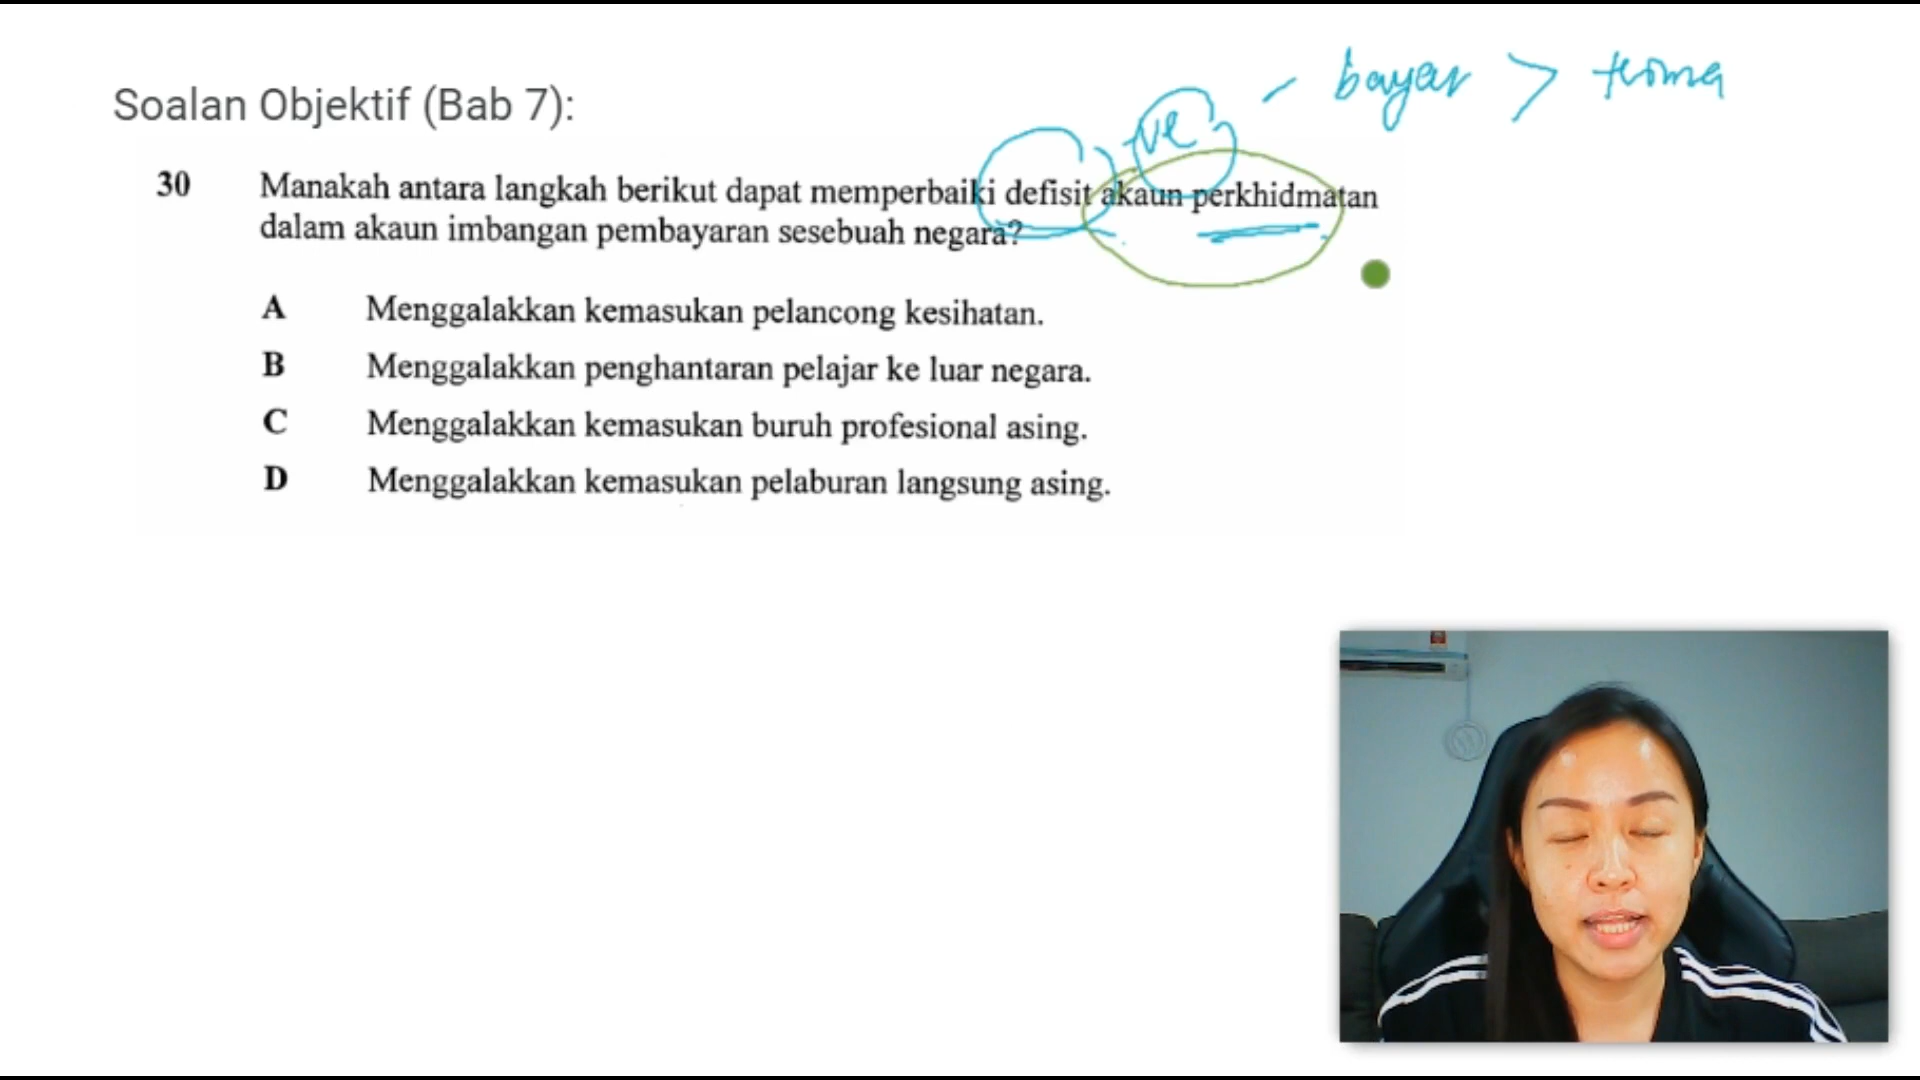 - bayar > terima
Soalan Objektif (Bab 7):
-ve
30 Manakah antara langkah berikut dapat memperbaiki defisit akaun perkhidmatan
dalam akaun imbangan pembayaran sesebuah negara?
A Menggalakkan kemasukan pelancong kesihatan.
B Menggalakkan penghantaran pelajar ke luar negara.
C Menggalakkan kemasukan buruh profesional asing.
D Menggalakkan kemasukan pelaburan langsung asing.